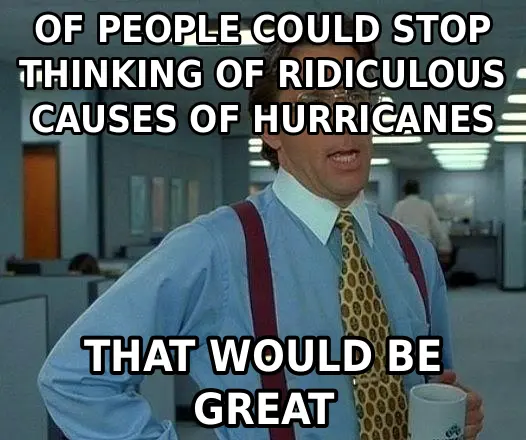 OF PEOPLE COULD STOP
THINKING OF RIDICULOUS
CAUSES OF HURRICANES
THAT WOULD BE
GREAT